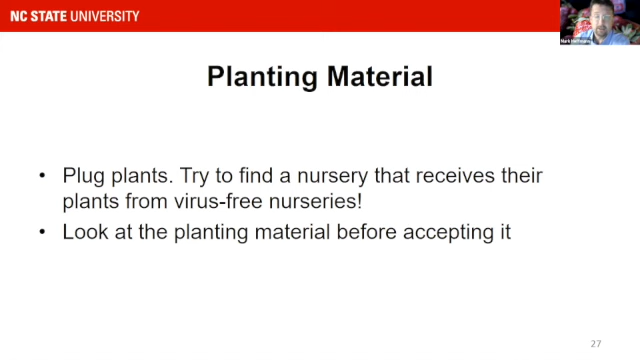 NC STATE UNIVERSITY
Planting Material
• Plug plants. Try to find a nursery that receives their
plants from virus-free nurseries!
• Look at the planting material before accepting it
27